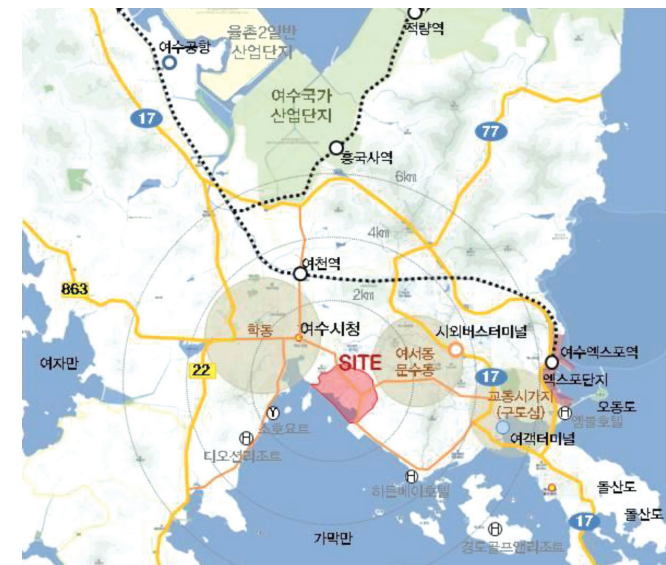 적량역
율촌2일반
산업단지
여수공항
여수국가
산업단지
17
77
흥국사역
6km
4km
여천역
2km
863
학동
여수시청
시외버스터미널
SITE
여서동
문수동
여수엑스포역
22
여자만
17
엑스포단지
교동시가지
(구도심)
오동도
H
엠블호텔
Y
소호요트
여객터미널
H
디오션리조트
H
히든베이호텔
돌산도
돌산도
17
가막만
H
경도골프앤리조트